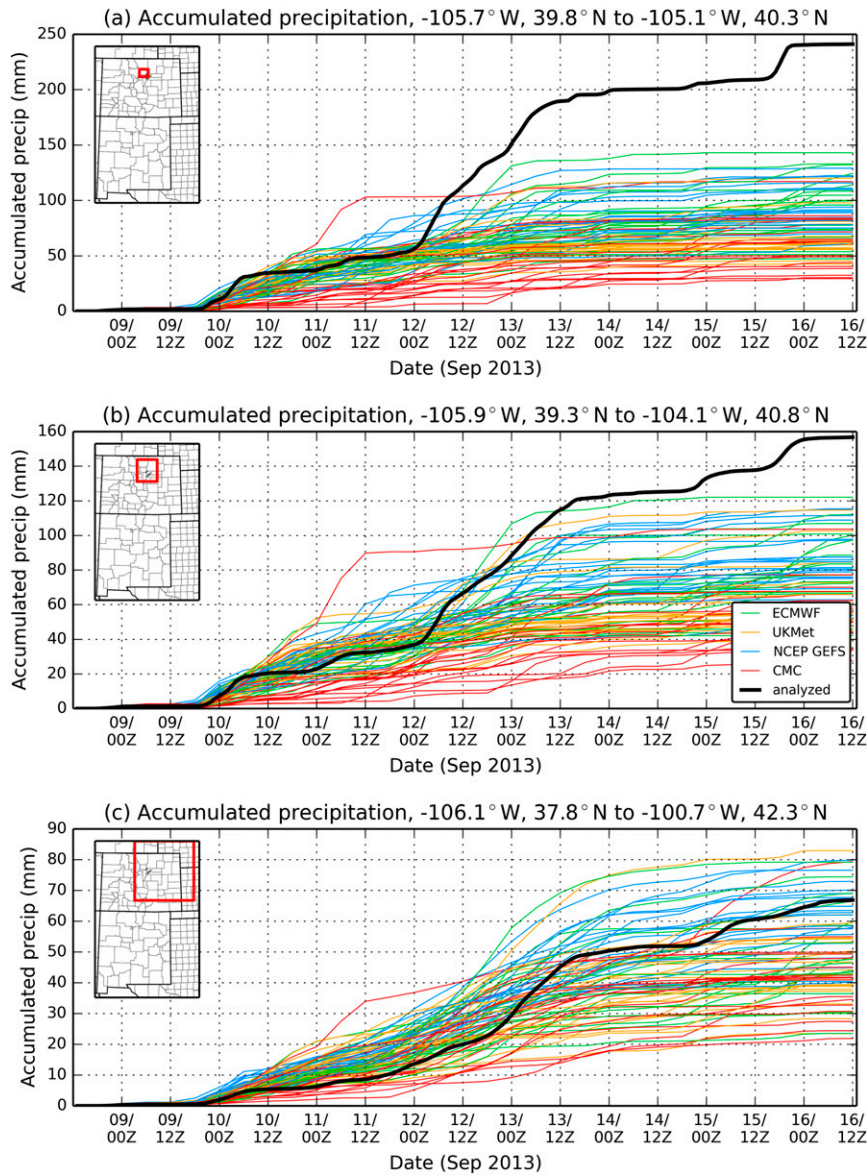 (a) Accumulated precipitation, -105.7°W, 39.8°N to -105.1°W, 40.3°N
Accumulated precip (mm)
250
200
150
100
50
0
09/ 09/ 10/ 10/ 11/ 11/ 12/ 12/ 13/ 13/ 14/ 14/ 15/ 15/ 16/ 16/
00Z 12Z 00Z 12Z 00Z 12Z 00Z 12Z 00Z 12Z 00Z 12Z 00Z 12Z 00Z 12Z
Date (Sep 2013)
(b) Accumulated precipitation, -105.9°W, 39.3°N to -104.1°W, 40.8°N
Accumulated precip (mm)
160
140
120
100
80
60
40
20
0
ECMWF
UKMet
NCEP GEFS
CMC
analyzed
09/ 09/ 10/ 10/ 11/ 11/ 12/ 12/ 13/ 13/ 14/ 14/ 15/ 15/ 16/ 16/
00Z 12Z 00Z 12Z 00Z 12Z 00Z 12Z 00Z 12Z 00Z 12Z 00Z 12Z 00Z 12Z
Date (Sep 2013)
(c) Accumulated precipitation, -106.1°W, 37.8°N to -100.7°W, 42.3°N
Accumulated precip (mm)
90
80
70
60
50
40
30
20
10
0
09/ 09/ 10/ 10/ 11/ 11/ 12/ 12/ 13/ 13/ 14/ 14/ 15/ 15/ 16/ 16/
00Z 12Z 00Z 12Z 00Z 12Z 00Z 12Z 00Z 12Z 00Z 12Z 00Z 12Z 00Z 12Z
Date (Sep 2013)